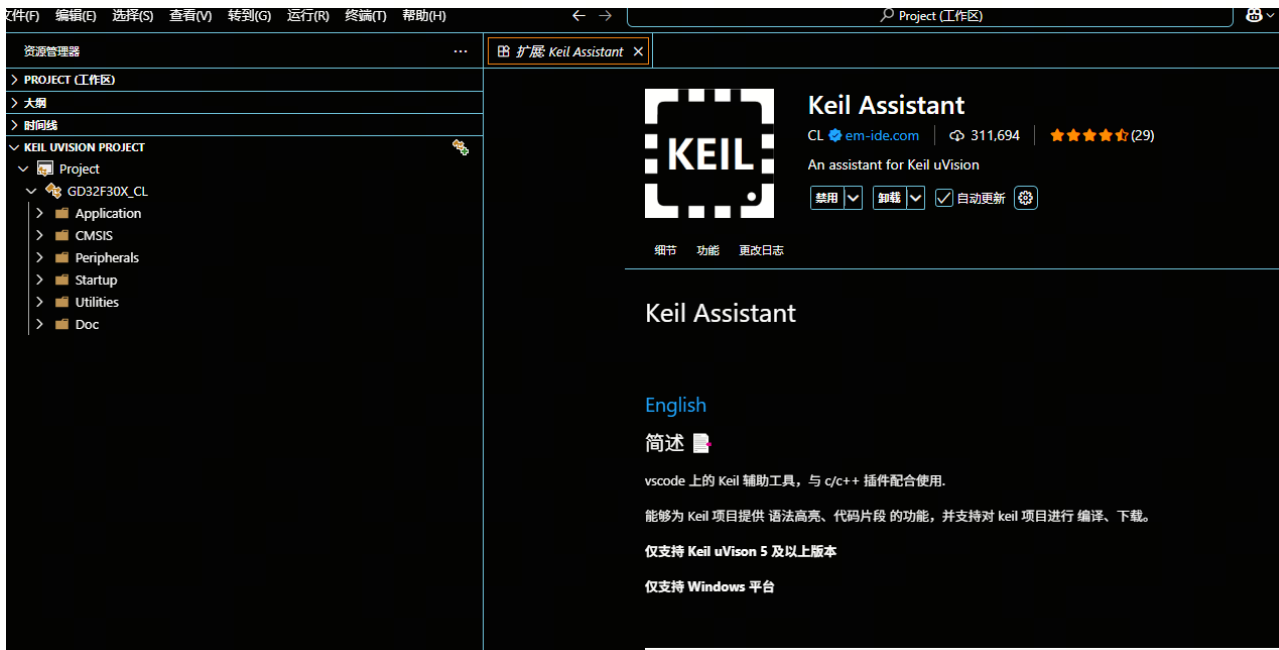 文件(F) 编辑(E) 选择(S) 查看(V) 转到(G) 运行(R) 终端(T) 帮助(H) ← → Project (工作区)
资源管理器 ···
扩展: Keil Assistant
PROJECT (工作区)
大纲
时间线
KEIL UVISION PROJECT
Project
GD32F30X_CL
Application
CMSIS
Peripherals
Startup
Utilities
Doc
KEIL
Keil Assistant
CL em-ide.com 311,694 (29)
An assistant for Keil uVision
禁用 卸载 自动更新
细节 功能 更改日志
Keil Assistant
English
简述
vscode 上的 Keil 辅助工具，与 c/c++ 插件配合使用.
能够为 Keil 项目提供 语法高亮、代码片段 的功能，并支持对 keil 项目进行 编译、下载。
仅支持 Keil uVison 5 及以上版本
仅支持 Windows 平台